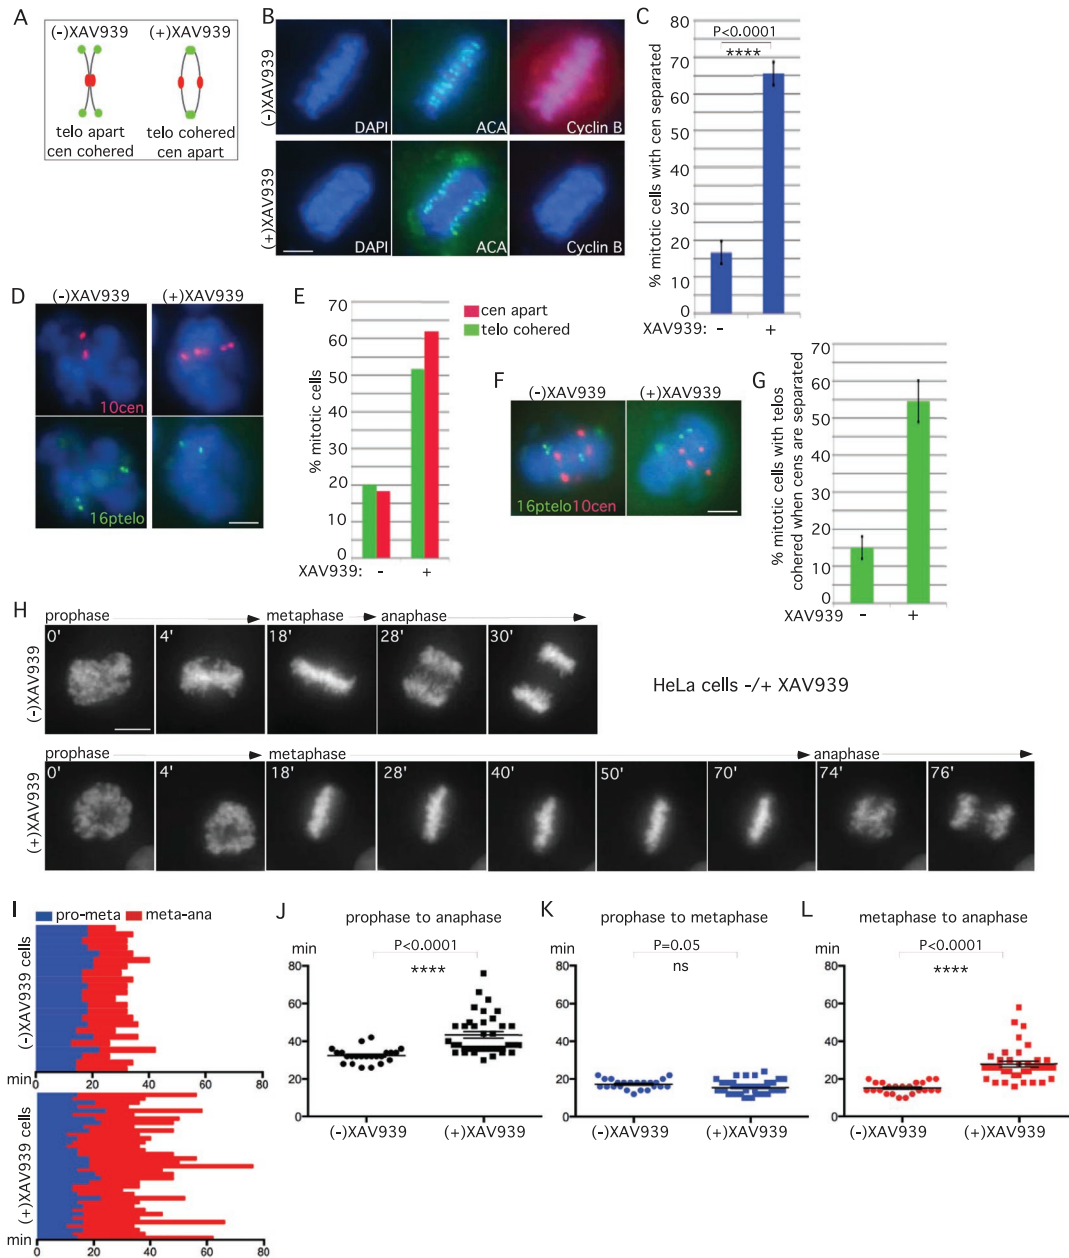 A
(-)XAV939 (+)XAV939
telo apart telo cohered
cen cohered cen apart
B
(-)XAV939
DAPI ACA Cyclin B
(+)XAV939
DAPI ACA Cyclin B
C
% mitotic cells with cen separated
80
70
60
50
40
80
30
20
10
0
P<0.0001
****
XAV939: - +
D
(-)XAV939 (+)XAV939
10cen
16ptelo
E
% mitotic cells
70
60
50
40
30
20
10
0
XAV939: - +
cen apart
telo cohered
F
(-)XAV939 (+)XAV939
16ptelo10cen
G
% mitotic cells with telos
cohered when cens are separated
70
60
50
40
30
20
10
0
XAV939 - +
H
prophase metaphase anaphase
(-)XAV939
0' 4' 18' 28' 30'
HeLa cells -/+ XAV939
prophase metaphase anaphase
(+)XAV939
0' 4' 18' 28' 40' 50' 70' 74' 76'
I
pro-meta meta-ana
(-)XAV939 cells
min 20 40 60 80
(+)XAV939 cells
min 20 40 60 80
J
prophase to anaphase
min
P<0.0001
****
80
60
40
20
0
(-)XAV939 (+)XAV939
K
prophase to metaphase
min
P=0.05
ns
80
60
40
20
0
(-)XAV939 (+)XAV939
L
metaphase to anaphase
min
P<0.0001
****
80
60
40
20
0
(-)XAV939 (+)XAV939